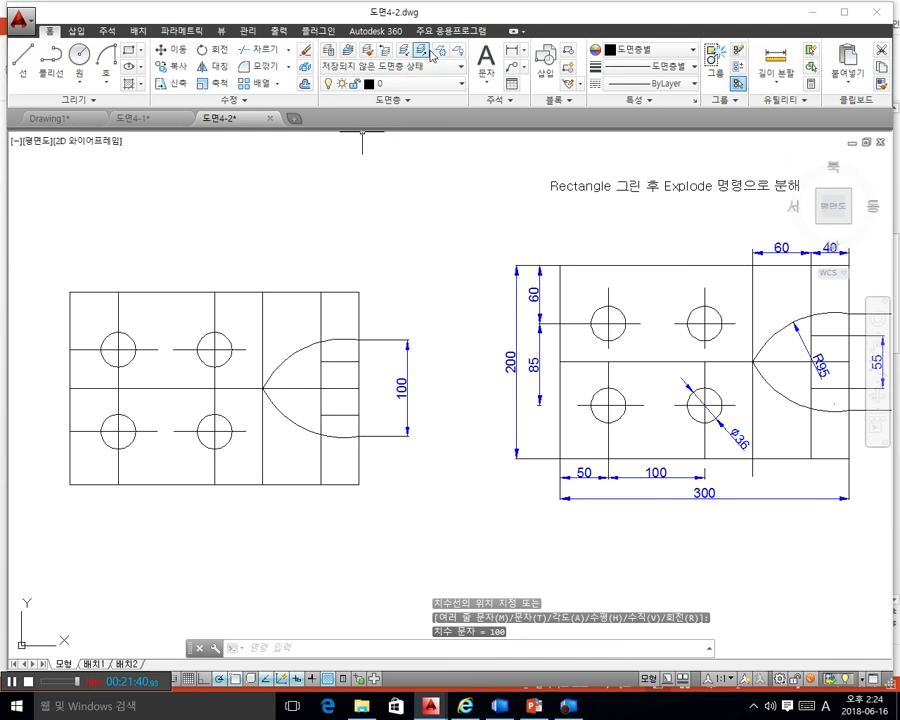 도면4-2.dwg
홈 삽입 주석 배치 파라메트릭 뷰 관리 출력 플러그인 Autodesk 360 주요 응용프로그램
선 폴리선 원 호
이동 회전 자르기
복사 대칭 모깎기
신축 축척 배열
저장되지 않은 도면층 상태
0
문자
삽입
도면층별
도면층별
ByLayer
그룹
길이 분할
붙여넣기
그리기 수정 도면층 주석 블록 특성 그룹 유틸리티 클립보드
Drawing1* 도면4-1* 도면4-2*
[−][평면도][2D 와이어프레임]
Rectangle 그린 후 Explode 명령으로 분해
북
서 평면도 동
WCS
60 40
60
200
85
R95
55
100
Φ36
50 100
300
Y
X
치수선의 위치 지정 또는
[여러 줄 문자(M)/문자(T)/각도(A)/수평(H)/수직(V)/회전(R)]:
치수 문자 = 100
명령 입력
모형 배치1 배치2
00:21:40
모형 1:1
웹 및 Windows 검색
오후 2:24
2018-06-16